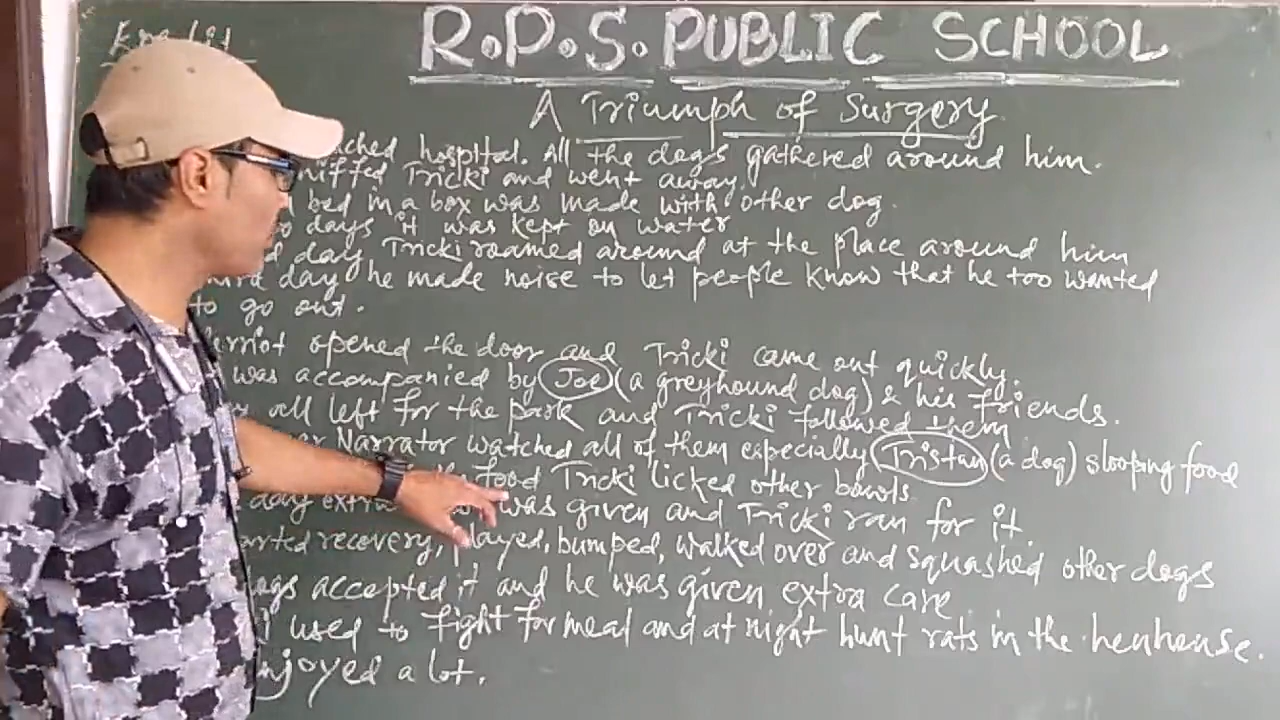 Eng Lit
R.P.S. PUBLIC SCHOOL
A Triumph of Surgery
ached hospital. All the dogs gathered around him.
niffed Tricki and went away.
bed in a box was made with other dog.
o days it was kept on water
d day Tricki roamed around at the place around him
hird day he made noise to let people know that he too wanted
to go out.
erriot opened the door and Tricki came out quickly.
was accompanied by Joe (a greyhound dog) & his friends.
all left for the park and Tricki followed them
Narrator watched all of them especially Tristan (a dog) slooping food
food Tricki licked other bowls
day extra was given and Tricki ran for it.
arted recovery, played, bumped, walked over and squashed other dogs
ogs accepted it and he was given extra care
i used to fight for meal and at night hunt rats in the henhouse.
njoyed a lot.